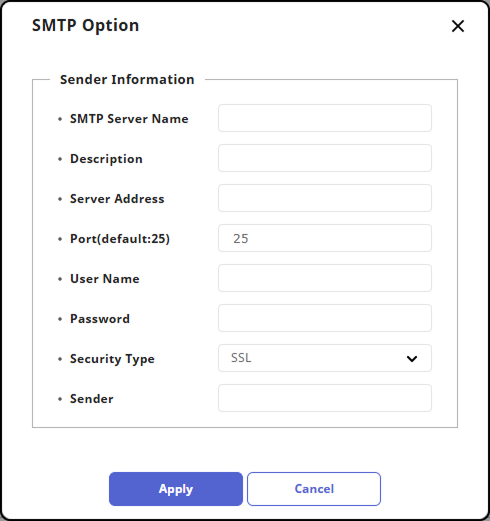 SMTP Option
Sender Information
• SMTP Server Name
• Description
• Server Address
• Port(default:25) 25
• User Name
• Password
• Security Type SSL
• Sender
Apply Cancel